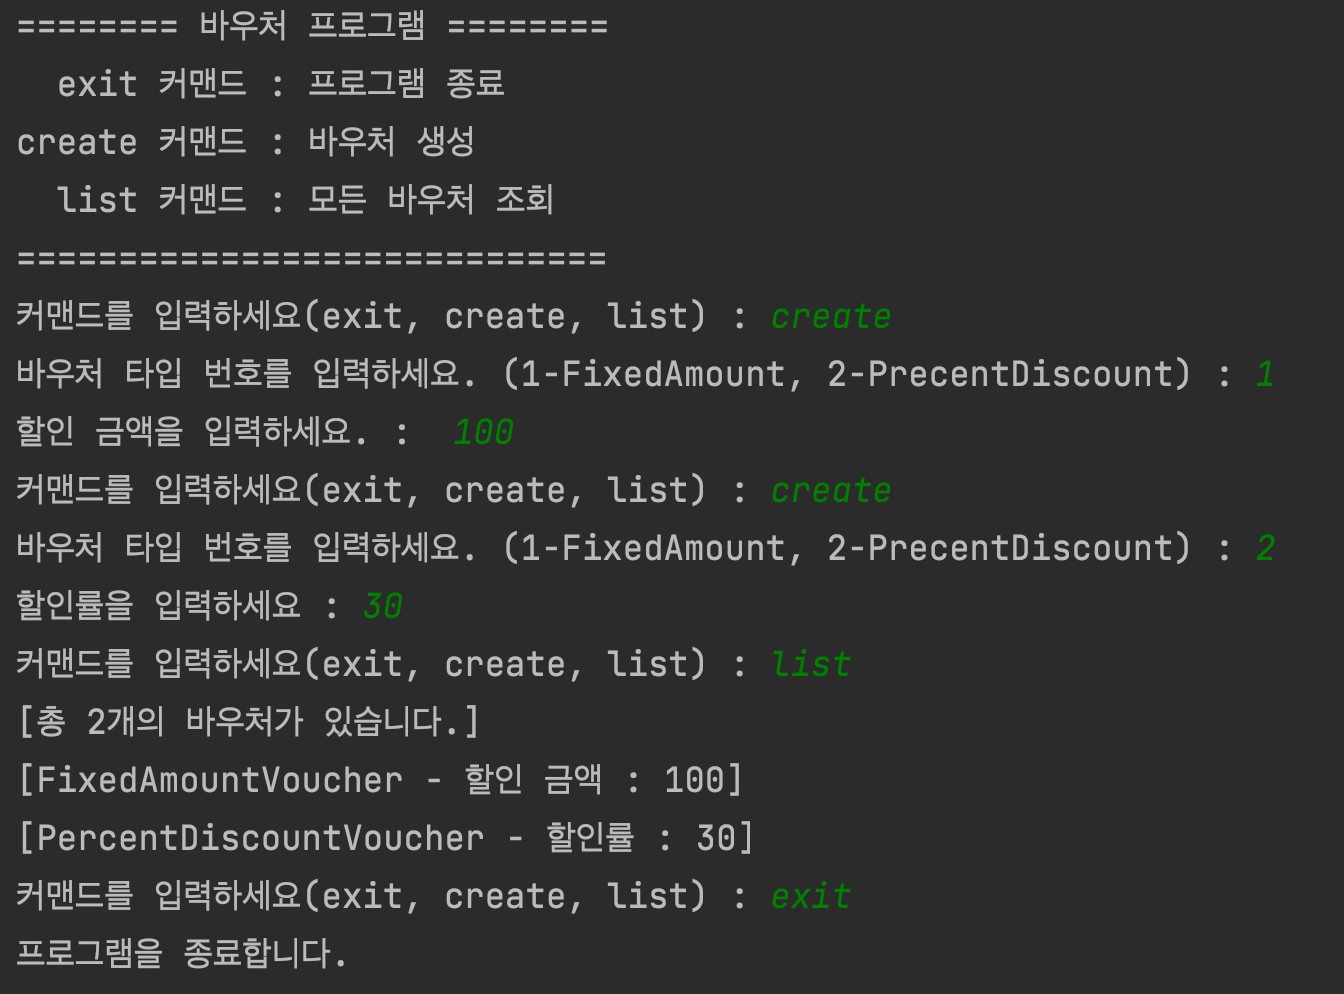 ======== 바우처 프로그램 ========
  exit 커맨드 : 프로그램 종료
create 커맨드 : 바우처 생성
  list 커맨드 : 모든 바우처 조회
=============================
커맨드를 입력하세요(exit, create, list) : create
바우처 타입 번호를 입력하세요. (1-FixedAmount, 2-PrecentDiscount) : 1
할인 금액을 입력하세요. :  100
커맨드를 입력하세요(exit, create, list) : create
바우처 타입 번호를 입력하세요. (1-FixedAmount, 2-PrecentDiscount) : 2
할인률을 입력하세요 : 30
커맨드를 입력하세요(exit, create, list) : list
[총 2개의 바우처가 있습니다.]
[FixedAmountVoucher - 할인 금액 : 100]
[PercentDiscountVoucher - 할인률 : 30]
커맨드를 입력하세요(exit, create, list) : exit
프로그램을 종료합니다.